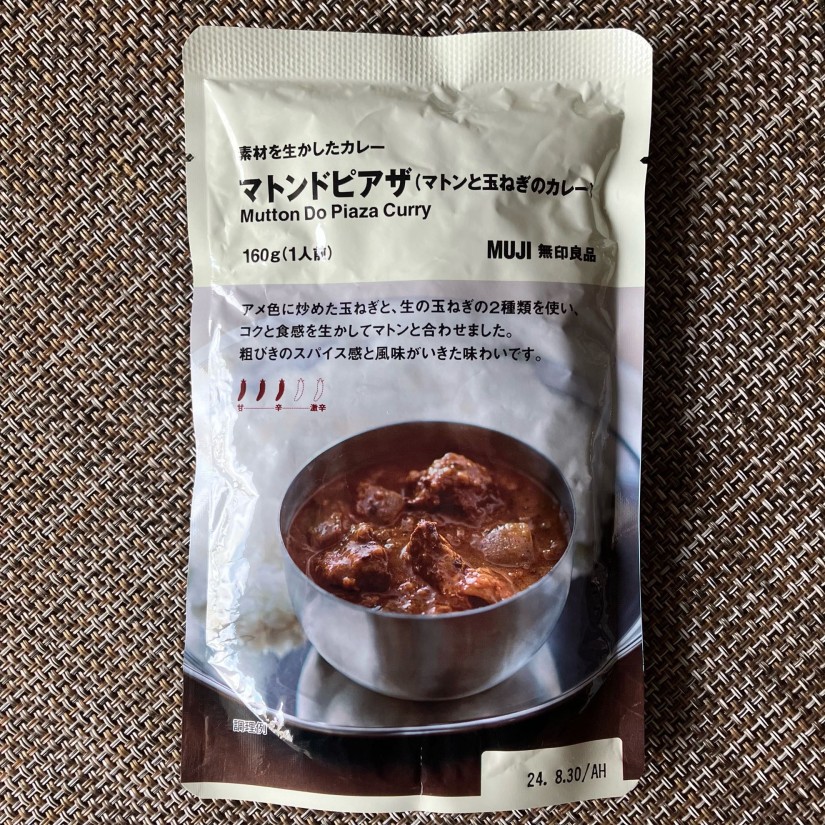 素材を生かしたカレー
マトンドピアザ(マトンと玉ねぎのカレー)
Mutton Do Piaza Curry
160g(1人前)
MUJI 無印良品
アメ色に炒めた玉ねぎと、生の玉ねぎの2種類を使い、
コクと食感を生かしてマトンと合わせました。
粗びきのスパイス感と風味がいきた味わいです。
甘 辛 激辛
調理例
24. 8.30/AH